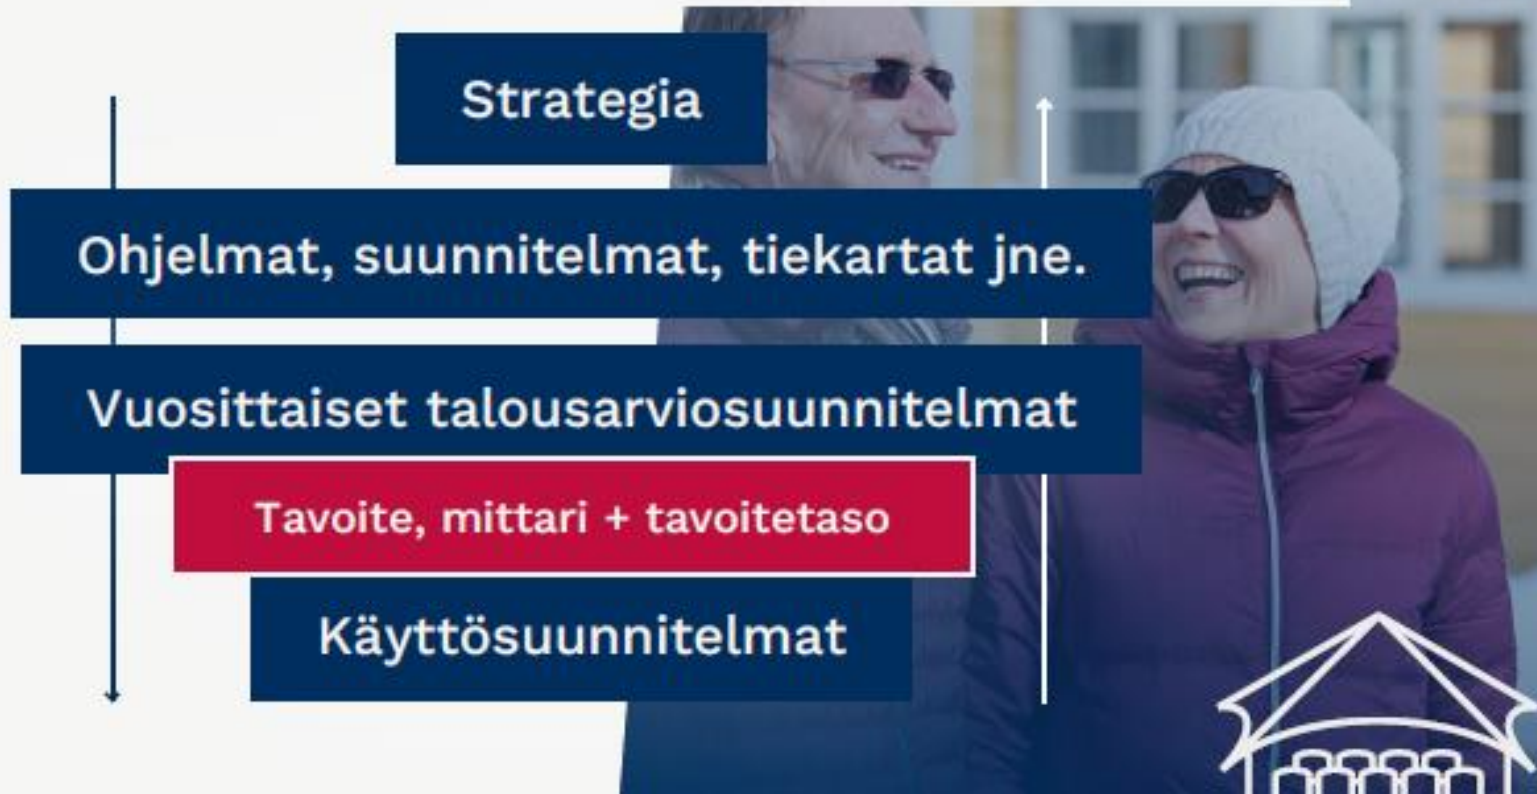 Strategia
Ohjelmat, suunnitelmat, tiekartat jne.
Vuosittaiset talousarviosuunnitelmat
Tavoite, mittari + tavoitetaso
Käyttösuunnitelmat